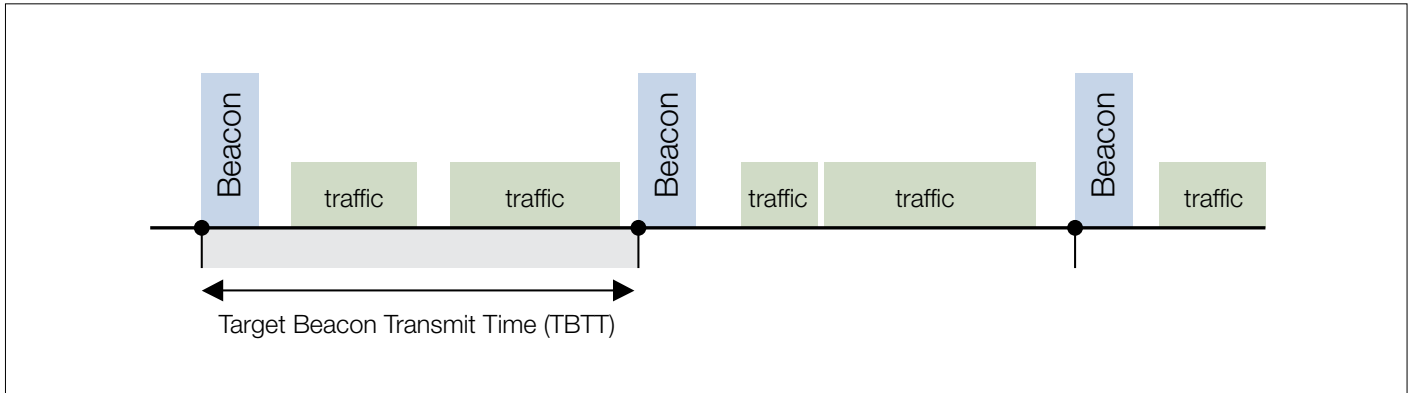 Beacon
traffic
traffic
Beacon
traffic
traffic
Beacon
traffic
Target Beacon Transmit Time (TBTT)